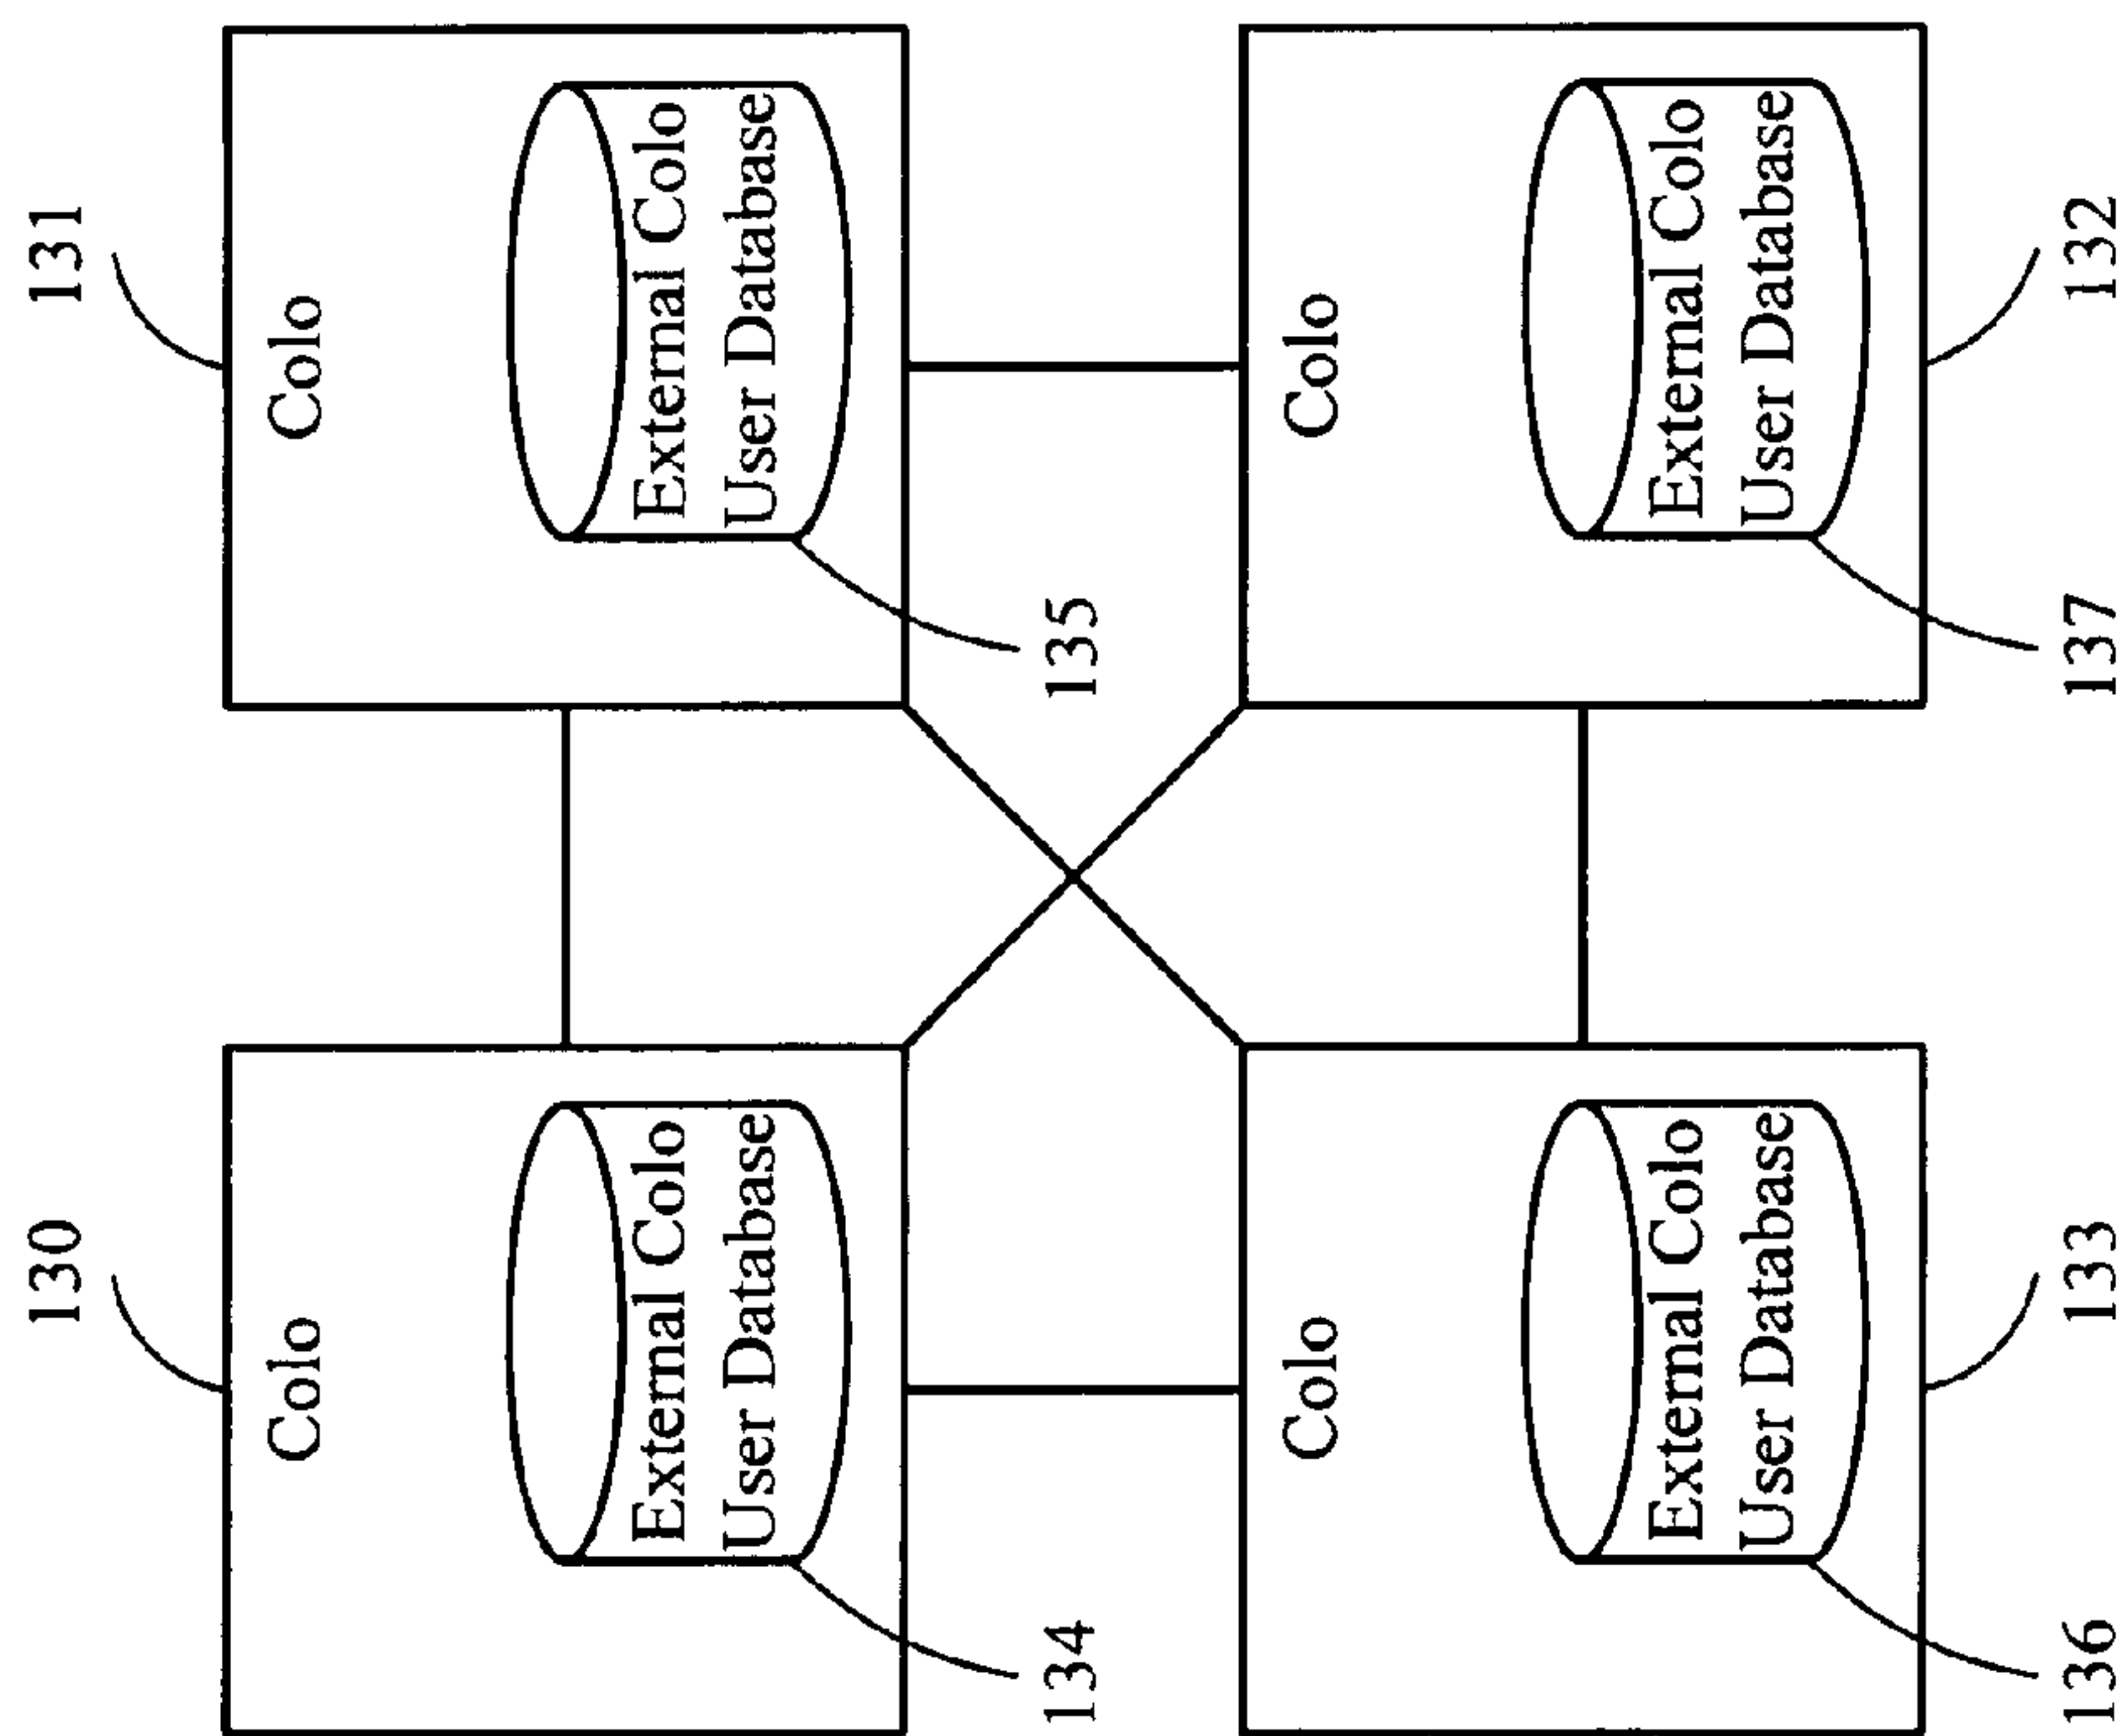 130
131
Colo
Colo
External Colo
User Database
External Colo
User Database
134
135
Colo
Colo
External Colo
User Database
External Colo
User Database
136
133
137
132